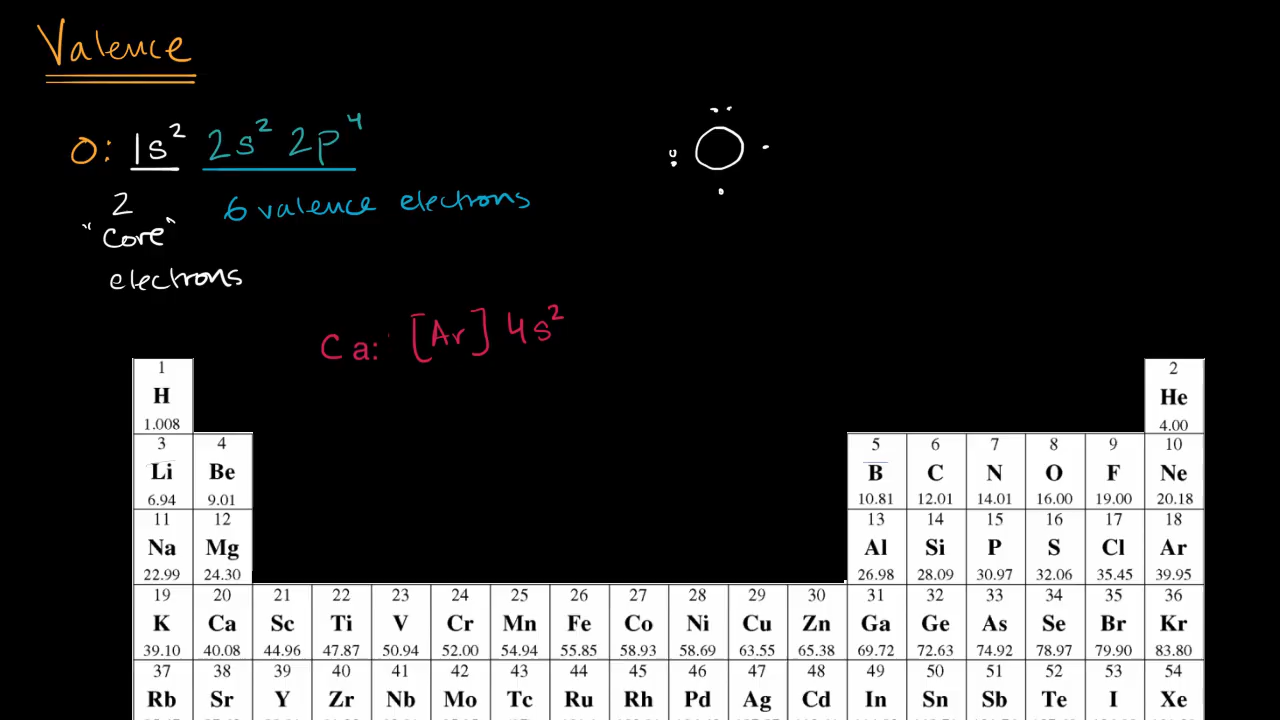 Valence
O: 1s² 2s² 2p⁴
2 6 valence electrons
"Core"
electrons
Ca: [Ar] 4s²
1 2
H He
1.008 4.00
3 4 5 6 7 8 9 10
Li Be B C N O F Ne
6.94 9.01 10.81 12.01 14.01 16.00 19.00 20.18
11 12 13 14 15 16 17 18
Na Mg Al Si P S Cl Ar
22.99 24.30 26.98 28.09 30.97 32.06 35.45 39.95
19 20 21 22 23 24 25 26 27 28 29 30 31 32 33 34 35 36
K Ca Sc Ti V Cr Mn Fe Co Ni Cu Zn Ga Ge As Se Br Kr
39.10 40.08 44.96 47.87 50.94 52.00 54.94 55.85 58.93 58.69 63.55 65.38 69.72 72.63 74.92 78.97 79.90 83.80
37 38 39 40 41 42 43 44 45 46 47 48 49 50 51 52 53 54
Rb Sr Y Zr Nb Mo Tc Ru Rh Pd Ag Cd In Sn Sb Te I Xe